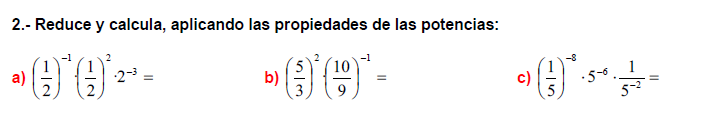 2.- Reduce y calcula, aplicando las propiedades de las potencias:
a) (1/2)⁻¹·(1/2)²·2⁻³ = b) (5/3)²·(10/9)⁻¹ = c) (1/5)⁻⁸·5⁻⁶·1/5⁻² =